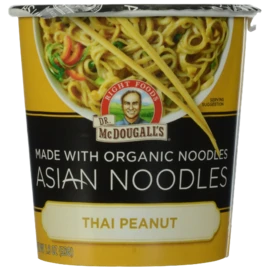 RIGHT FOODS
DR.
McDOUGALL'S
MADE WITH ORGANIC NOODLES
ASIAN NOODLES
THAI PEANUT